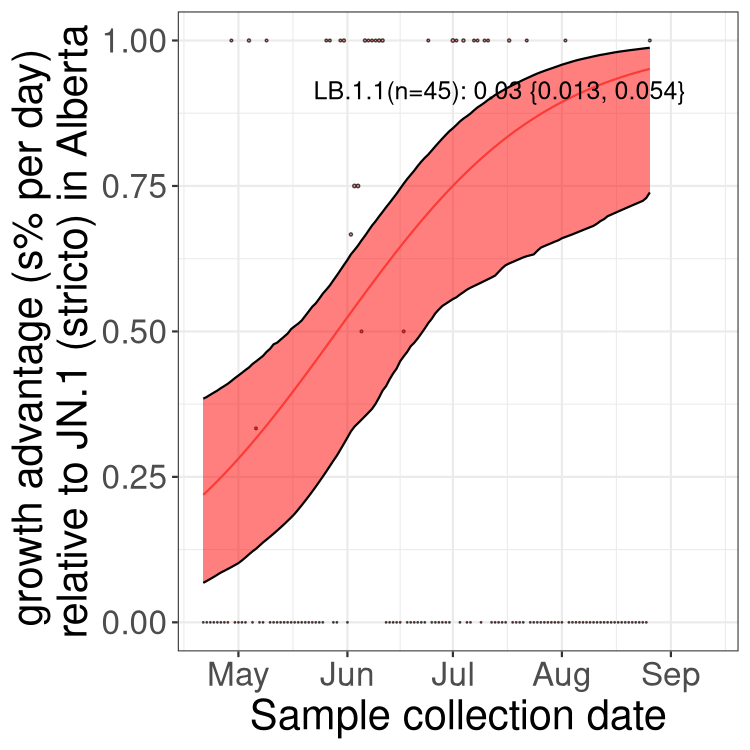 growth advantage (s% per day)
relative to JN.1 (stricto) in Alberta
1.00
0.75
0.50
0.25
0.00
LB.1.1(n=45): 0.03 {0.013, 0.054}
May Jun Jul Aug Sep
Sample collection date